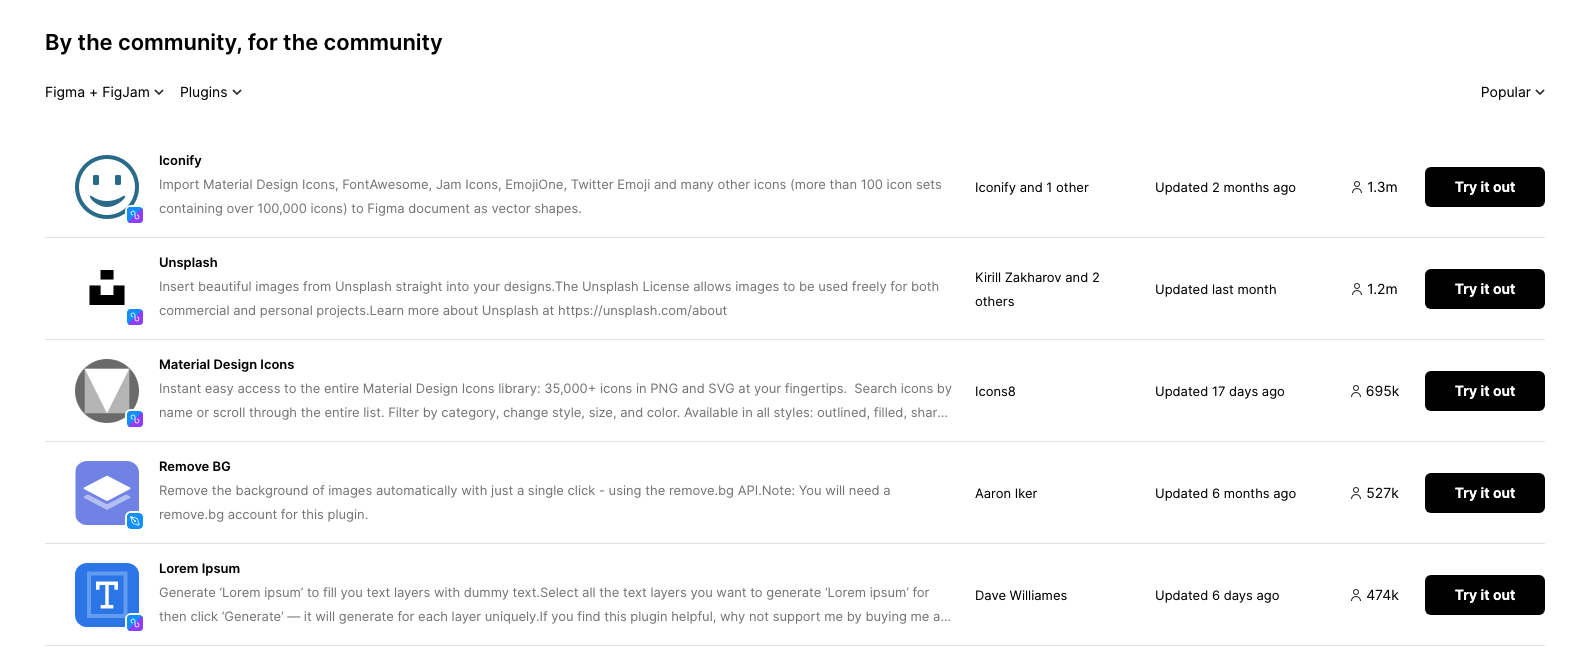 By the community, for the community
Figma + FigJam Plugins Popular
Iconify
Import Material Design Icons, FontAwesome, Jam Icons, EmojiOne, Twitter Emoji and many other icons (more than 100 icon sets
containing over 100,000 icons) to Figma document as vector shapes.
Iconify and 1 other
Updated 2 months ago
1.3m
Try it out
Unsplash
Insert beautiful images from Unsplash straight into your designs.The Unsplash License allows images to be used freely for both
commercial and personal projects.Learn more about Unsplash at https://unsplash.com/about
Kirill Zakharov and 2
others
Updated last month
1.2m
Try it out
Material Design Icons
Instant easy access to the entire Material Design Icons library: 35,000+ icons in PNG and SVG at your fingertips.  Search icons by
name or scroll through the entire list. Filter by category, change style, size, and color. Available in all styles: outlined, filled, shar...
Icons8
Updated 17 days ago
695k
Try it out
Remove BG
Remove the background of images automatically with just a single click - using the remove.bg API.Note: You will need a
remove.bg account for this plugin.
Aaron Iker
Updated 6 months ago
527k
Try it out
Lorem Ipsum
Generate ‘Lorem ipsum’ to fill you text layers with dummy text.Select all the text layers you want to generate ‘Lorem ipsum’ for
then click ‘Generate’ — it will generate for each layer uniquely.If you find this plugin helpful, why not support me by buying me a...
Dave Williames
Updated 6 days ago
474k
Try it out
T